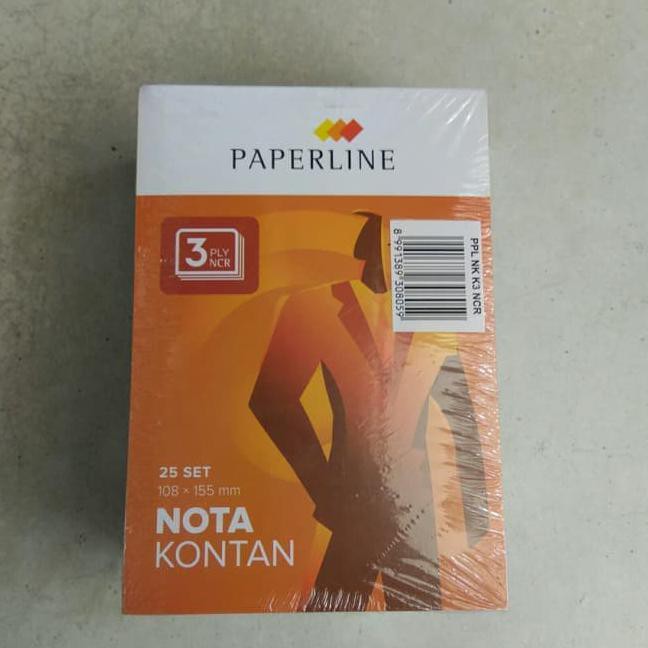 PAPERLINE
3 PLY
NCR
8 991389 308059
PPL NK K3 NCR
25 SET
108 × 155 mm
NOTA
KONTAN